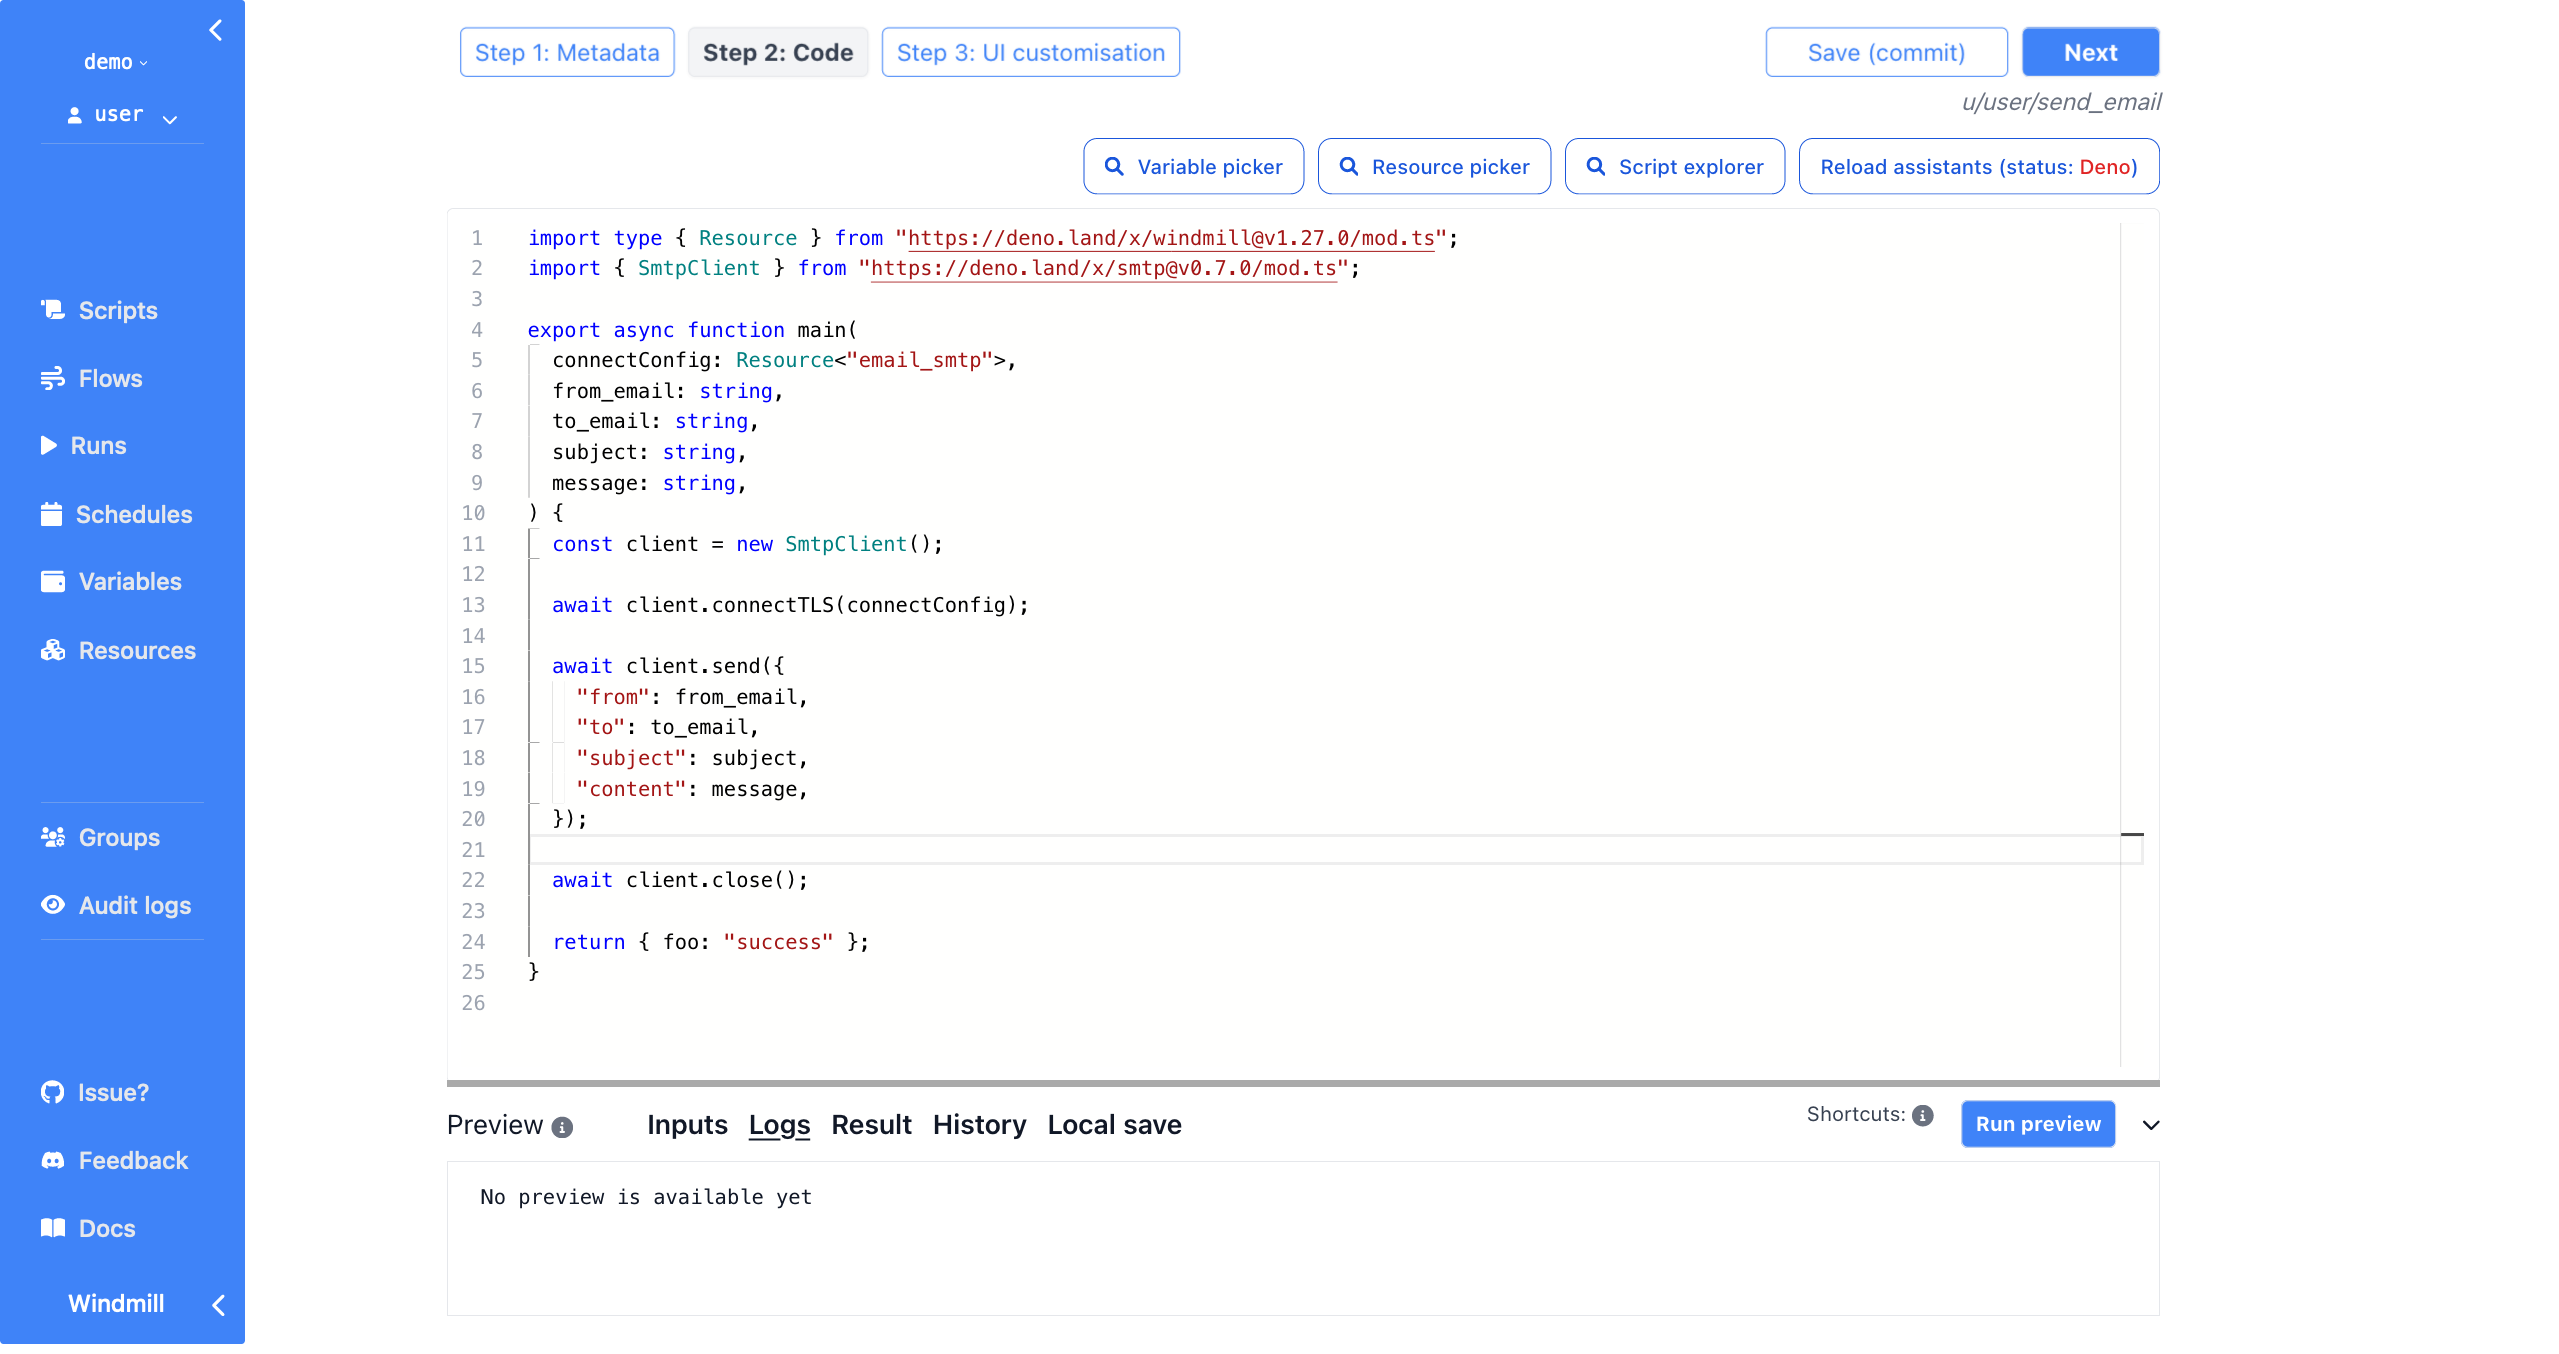 demo
user
Scripts
Flows
Runs
Schedules
Variables
Resources
Groups
Audit logs
Issue?
Feedback
Docs
Windmill
Step 1: Metadata
Step 2: Code
Step 3: UI customisation
Save (commit)
Next
u/user/send_email
Variable picker
Resource picker
Script explorer
Reload assistants (status: Deno)
1 import type { Resource } from "https://deno.land/x/windmill@v1.27.0/mod.ts";
2 import { SmtpClient } from "https://deno.land/x/smtp@v0.7.0/mod.ts";
3
4 export async function main(
5 connectConfig: Resource<"email_smtp">,
6 from_email: string,
7 to_email: string,
8 subject: string,
9 message: string,
10 ) {
11 const client = new SmtpClient();
12
13 await client.connectTLS(connectConfig);
14
15 await client.send({
16 "from": from_email,
17 "to": to_email,
18 "subject": subject,
19 "content": message,
20 });
21
22 await client.close();
23
24 return { foo: "success" };
25 }
26
Preview
Inputs
Logs
Result
History
Local save
Shortcuts:
Run preview
No preview is available yet